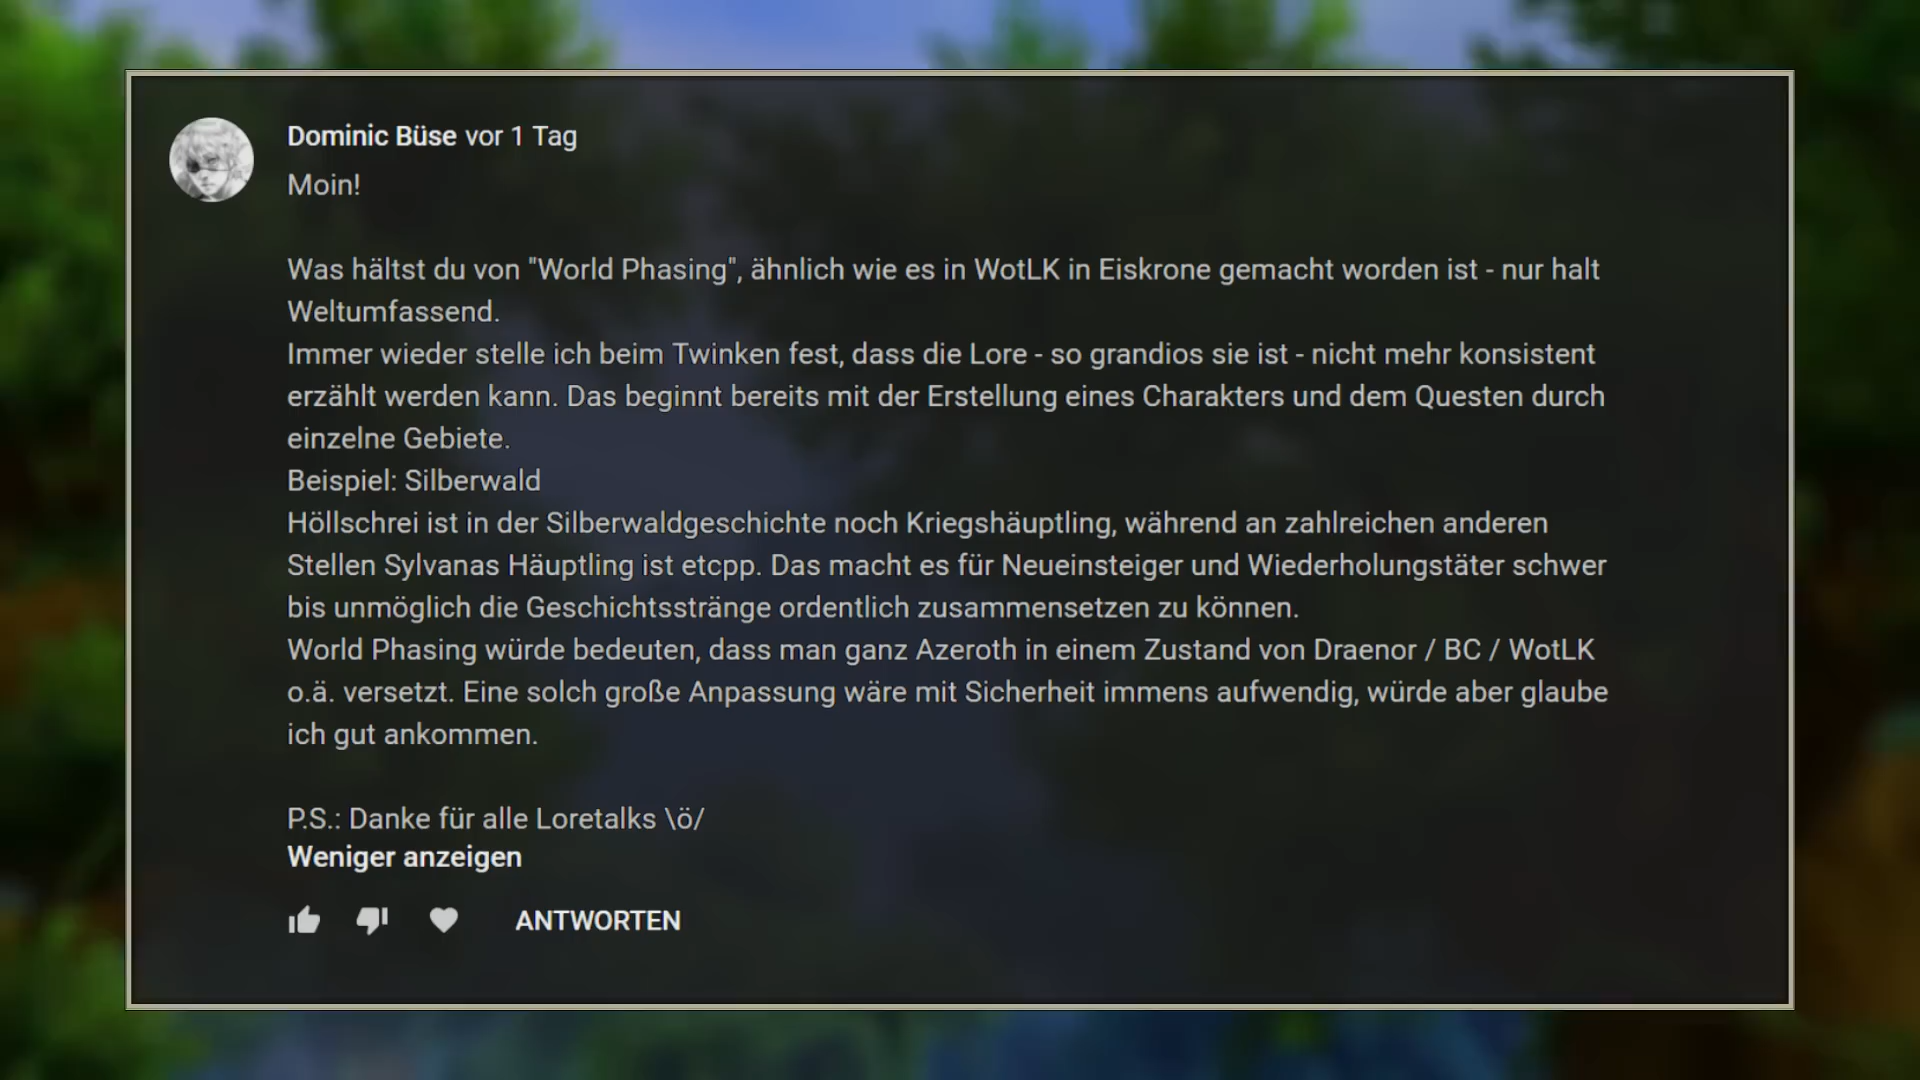 Dominic Büse vor 1 Tag
Moin!
Was hältst du von "World Phasing", ähnlich wie es in WotLK in Eiskrone gemacht worden ist - nur halt
Weltumfassend.
Immer wieder stelle ich beim Twinken fest, dass die Lore - so grandios sie ist - nicht mehr konsistent
erzählt werden kann. Das beginnt bereits mit der Erstellung eines Charakters und dem Questen durch
einzelne Gebiete.
Beispiel: Silberwald
Höllschrei ist in der Silberwaldgeschichte noch Kriegshäuptling, während an zahlreichen anderen
Stellen Sylvanas Häuptling ist etcpp. Das macht es für Neueinsteiger und Wiederholungstäter schwer
bis unmöglich die Geschichtsstränge ordentlich zusammensetzen zu können.
World Phasing würde bedeuten, dass man ganz Azeroth in einem Zustand von Draenor / BC / WotLK
o.ä. versetzt. Eine solch große Anpassung wäre mit Sicherheit immens aufwendig, würde aber glaube
ich gut ankommen.
P.S.: Danke für alle Loretalks \ö/
Weniger anzeigen
ANTWORTEN